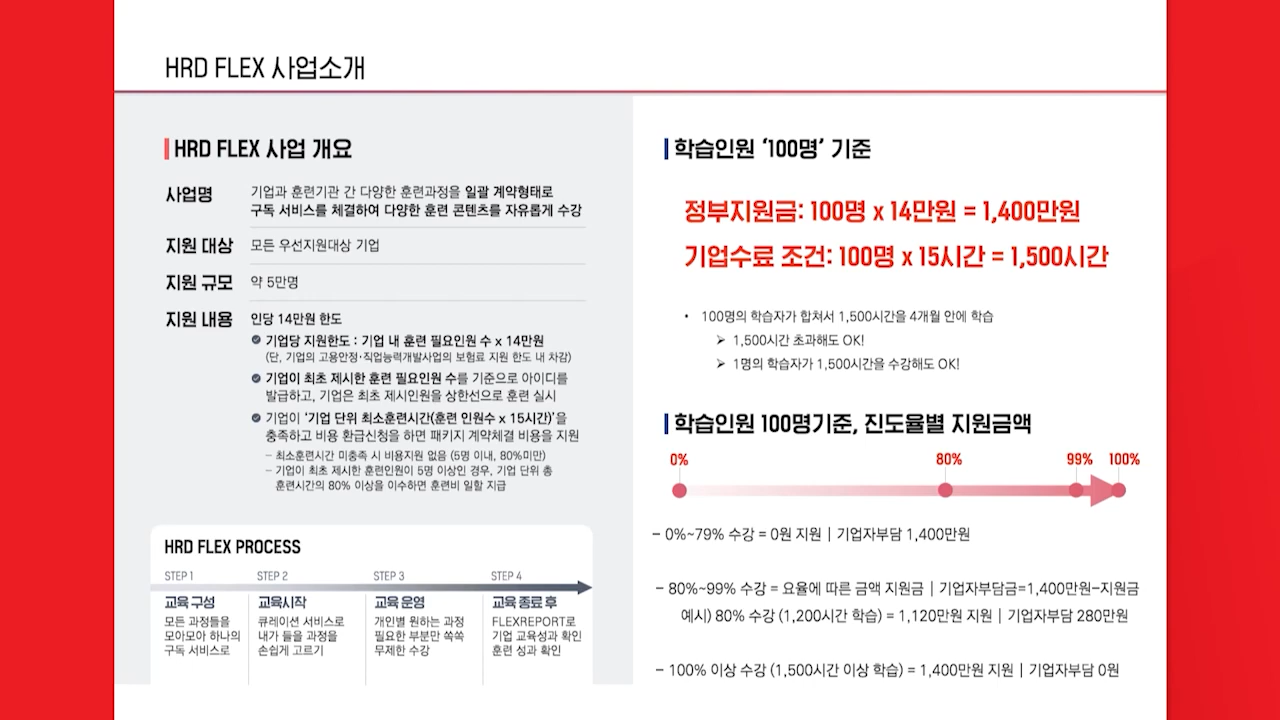 HRD FLEX 사업소개
HRD FLEX 사업 개요
사업명
기업과 훈련기관 간 다양한 훈련과정을 일괄 계약형태로
구독 서비스를 체결하여 다양한 훈련 콘텐츠를 자유롭게 수강
지원 대상 모든 우선지원대상 기업
지원 규모 약 5만명
지원 내용 인당 14만원 한도
기업당 지원한도 : 기업 내 훈련 필요인원 수 x 14만원
(단, 기업의 고용안정·직업능력개발사업의 보험료 지원 한도 내 차감)
기업이 최초 제시한 훈련 필요인원 수를 기준으로 아이디를
발급하고, 기업은 최초 제시인원을 상한선으로 훈련 실시
기업이 ‘기업 단위 최소훈련시간(훈련 인원수 x 15시간)’을
충족하고 비용 환급신청을 하면 패키지 계약체결 비용을 지원
– 최소훈련시간 미충족 시 비용지원 없음 (5명 이내, 80%미만)
– 기업이 최초 제시한 훈련인원이 5명 이상인 경우, 기업 단위 총
훈련시간의 80% 이상을 이수하면 훈련비 일할 지급
HRD FLEX PROCESS
STEP 1
교육 구성
모든 과정들을
모아모아 하나의
구독 서비스로
STEP 2
교육시작
큐레이션 서비스로
내가 들을 과정을
손쉽게 고르기
STEP 3
교육 운영
개인별 원하는 과정
필요한 부분만 쏙쏙
무제한 수강
STEP 4
교육 종료 후
FLEXREPORT로
기업 교육성과 확인
훈련 성과 확인
학습인원 ‘100명’ 기준
정부지원금: 100명 x 14만원 = 1,400만원
기업수료 조건: 100명 x 15시간 = 1,500시간
• 100명의 학습자가 합쳐서 1,500시간을 4개월 안에 학습
➢ 1,500시간 초과해도 OK!
➢ 1명의 학습자가 1,500시간을 수강해도 OK!
학습인원 100명기준, 진도율별 지원금액
0% 80% 99% 100%
– 0%~79% 수강 = 0원 지원 | 기업자부담 1,400만원
– 80%~99% 수강 = 요율에 따른 금액 지원금 | 기업자부담금=1,400만원-지원금
예시) 80% 수강 (1,200시간 학습) = 1,120만원 지원 | 기업자부담 280만원
– 100% 이상 수강 (1,500시간 이상 학습) = 1,400만원 지원 | 기업자부담 0원